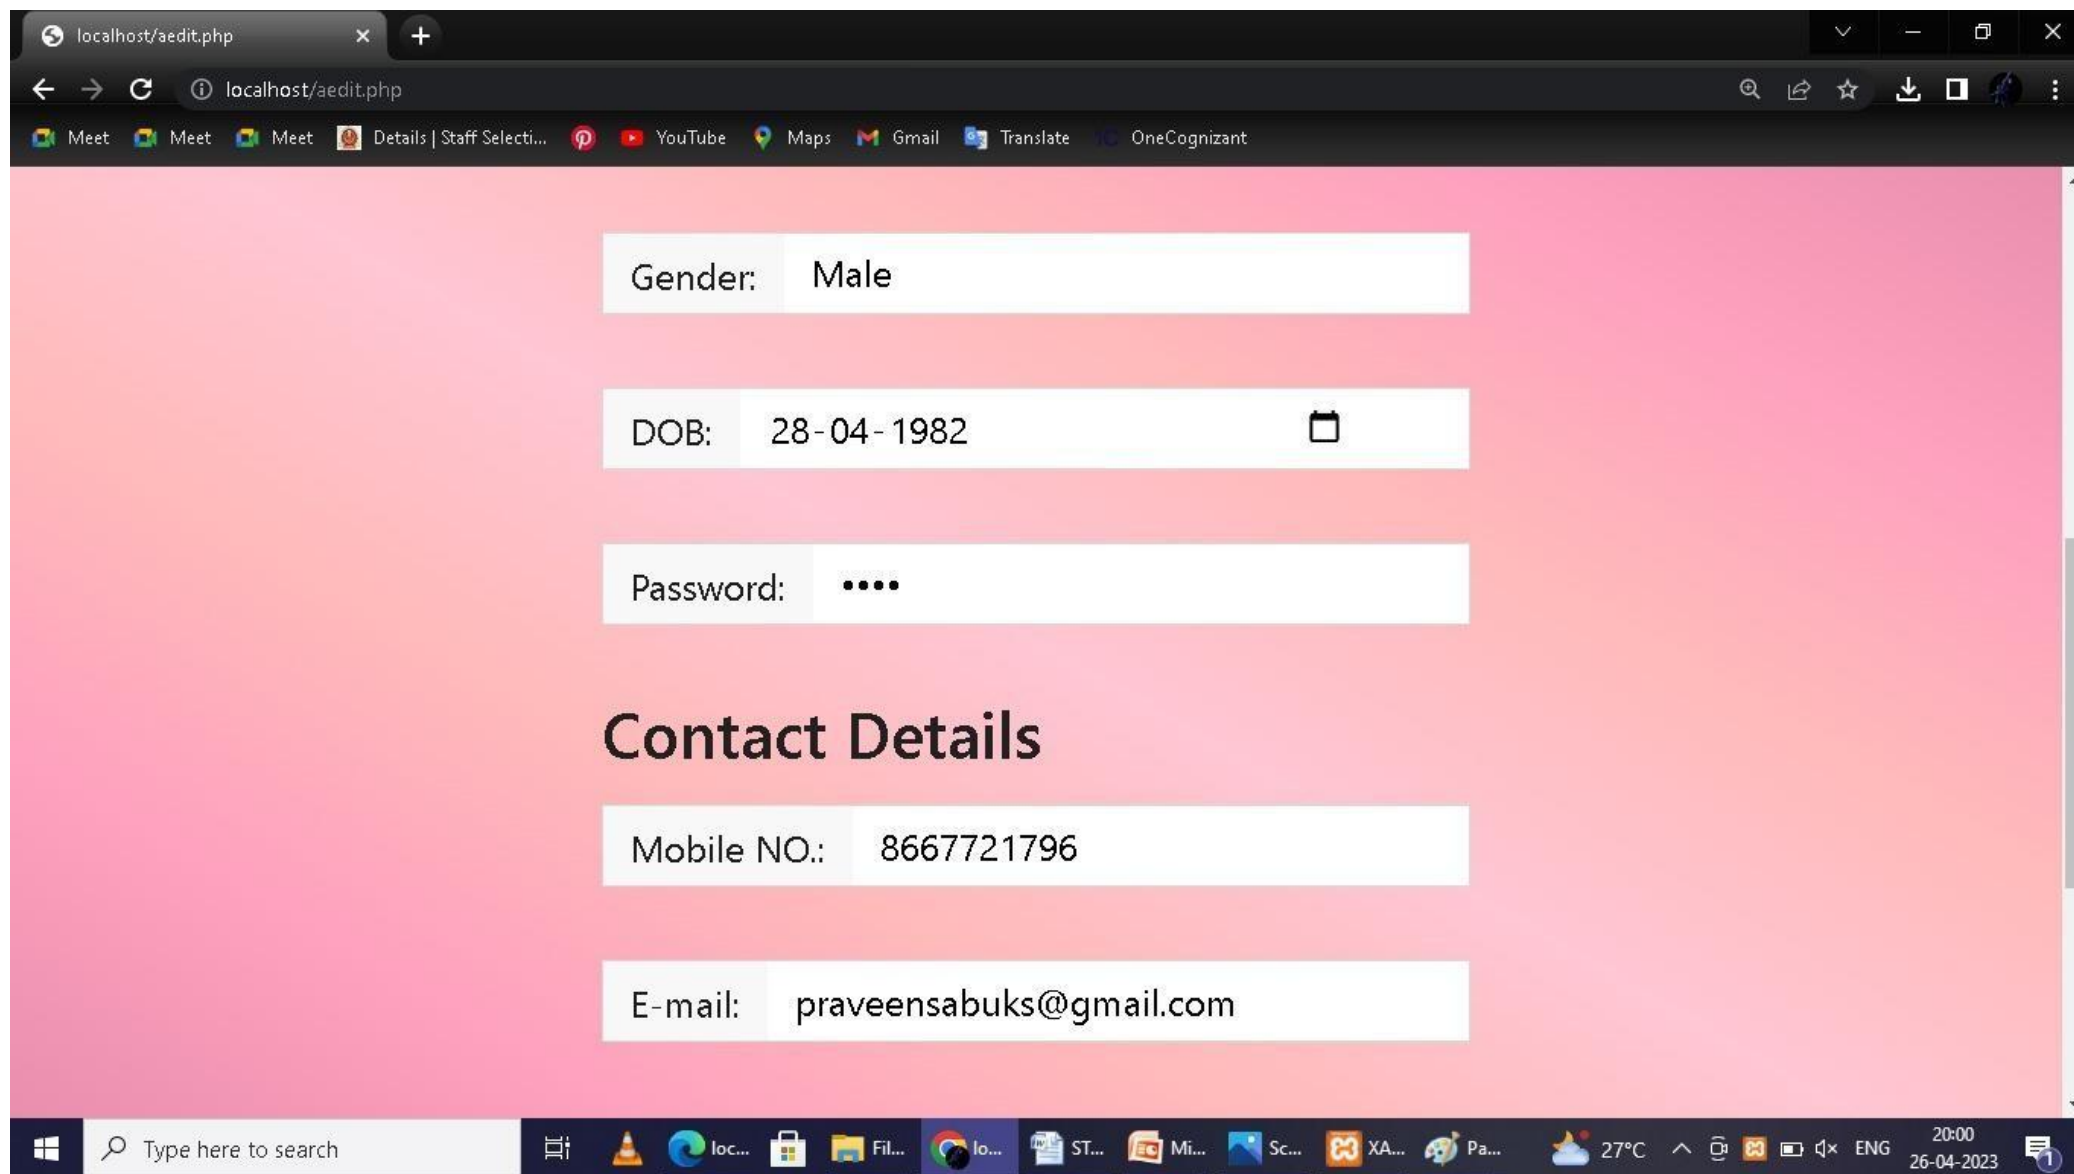 localhost/aedit.php
localhost/aedit.php
Meet Meet Meet Details | Staff Selecti... YouTube Maps Gmail Translate OneCognizant
Gender: Male
DOB: 28-04-1982
Password: ••••
Contact Details
Mobile NO.: 8667721796
E-mail: praveensabuks@gmail.com
Type here to search loc... Fil... lo... ST... Mi... Sc... XA... Pa... 27°C ENG 20:00
26-04-2023 1